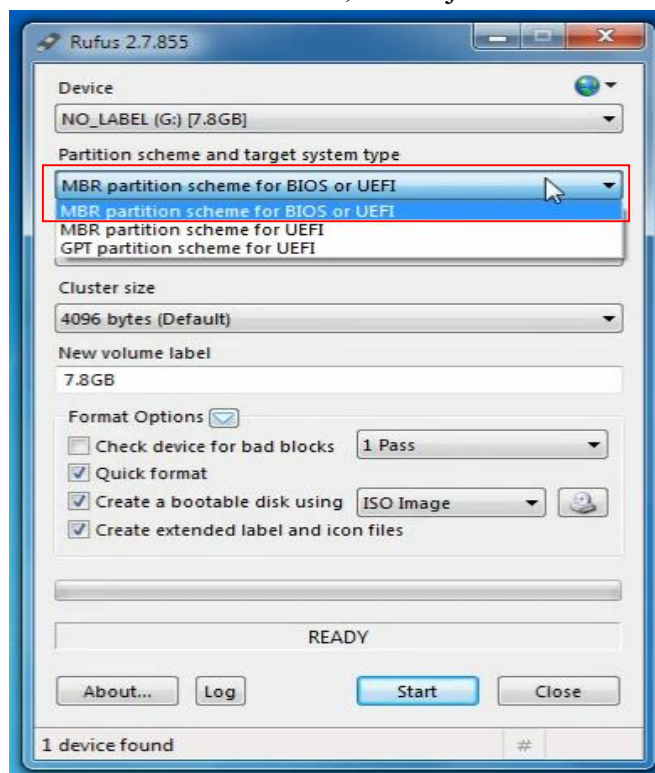 Rufus 2.7.855
Device
NO_LABEL (G:) [7.8GB]
Partition scheme and target system type
MBR partition scheme for BIOS or UEFI
MBR partition scheme for BIOS or UEFI
MBR partition scheme for UEFI
GPT partition scheme for UEFI
Cluster size
4096 bytes (Default)
New volume label
7.8GB
Format Options
Check device for bad blocks 1 Pass
Quick format
Create a bootable disk using ISO Image
Create extended label and icon files
READY
About... Log Start Close
1 device found #